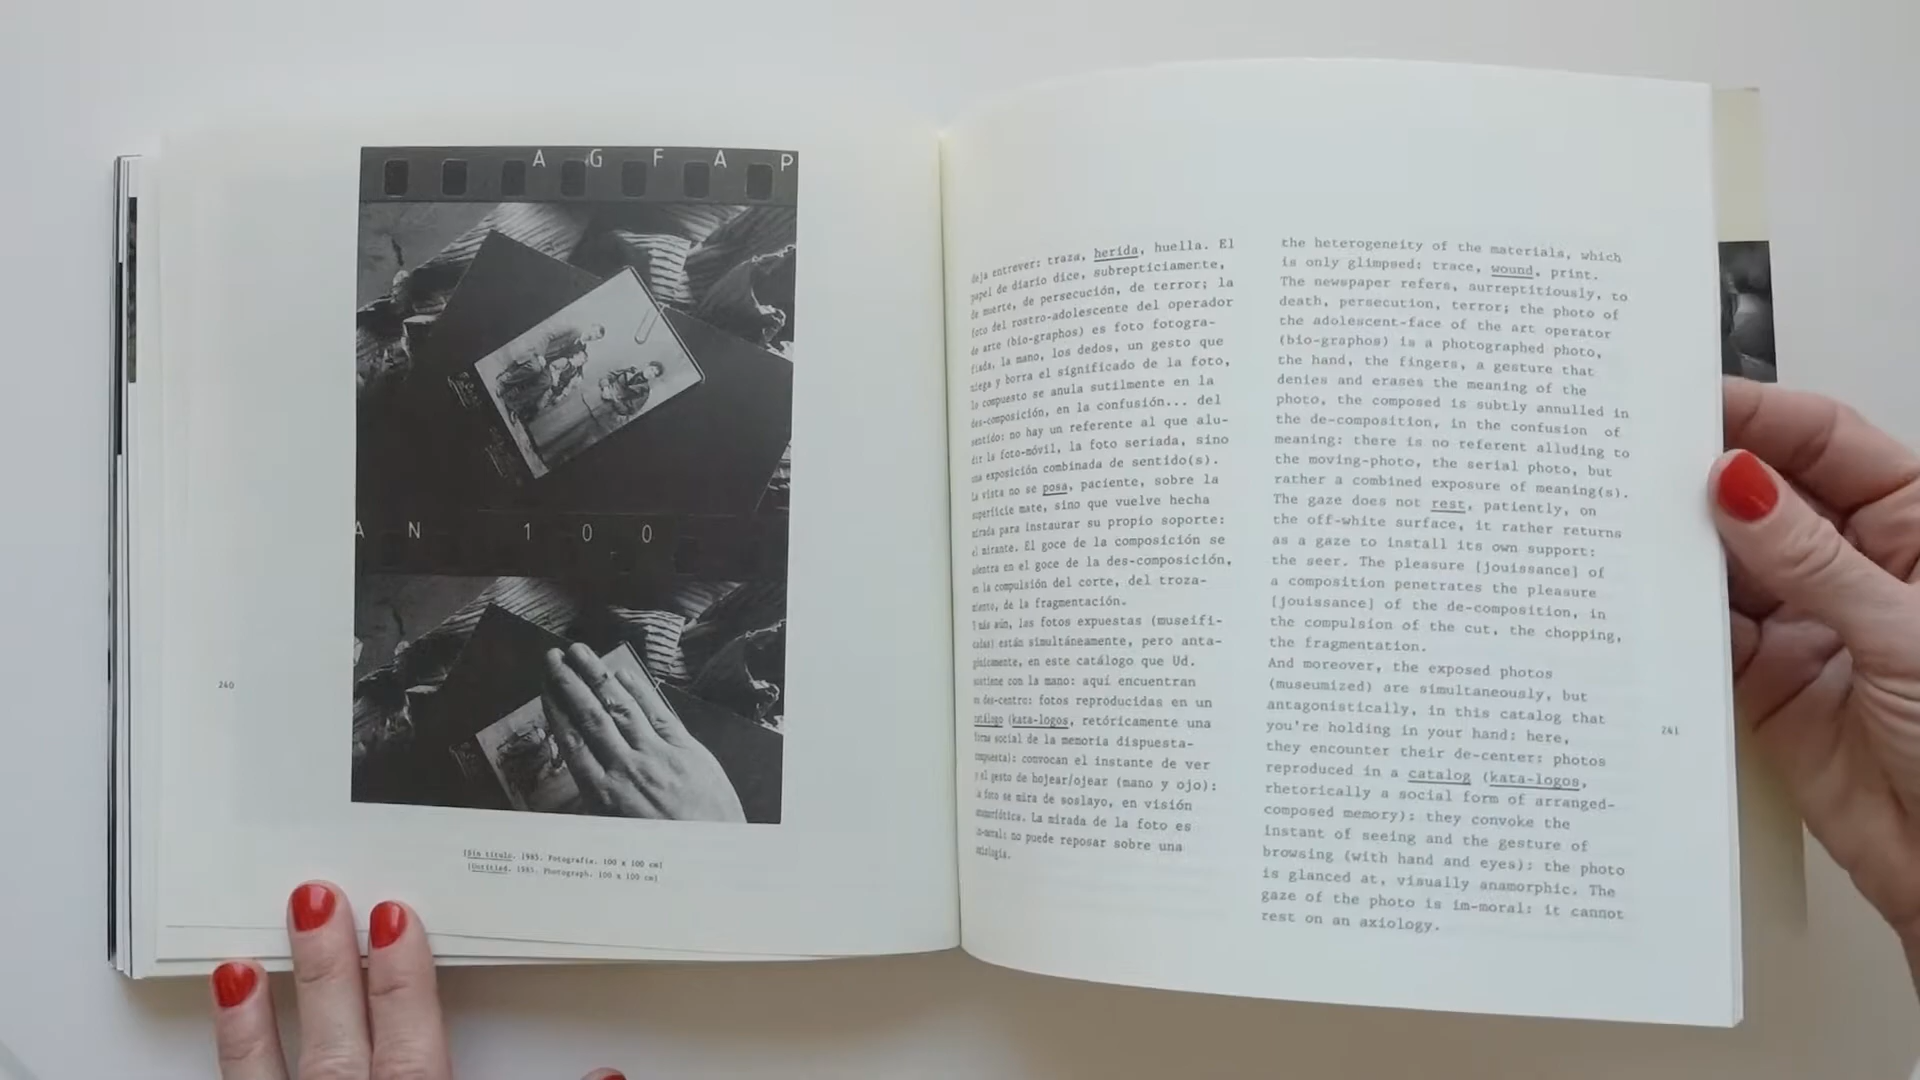 A G F A P
A N 100
240
[Sin título. 1985. Fotografía. 100 x 100 cm]
[Untitled. 1985. Photograph. 100 x 100 cm]
deja entrever: traza, herida, huella. El
papel de diario dice, subrepticiamente,
de muerte, de persecución, de terror; la
foto del rostro-adolescente del operador
de arte (bio-graphos) es foto fotogra-
fiada, la mano, los dedos, un gesto que
niega y borra el significado de la foto,
lo compuesto se anula sutilmente en la
des-composición, en la confusión... del
sentido: no hay un referente al que alu-
dir la foto-móvil, la foto seriada, sino
una exposición combinada de sentido(s).
La vista no se posa, paciente, sobre la
superficie mate, sino que vuelve hecha
mirada para instaurar su propio soporte:
el mirante. El goce de la composición se
adentra en el goce de la des-composición,
en la compulsión del corte, del troza-
miento, de la fragmentación.
Y más aún, las fotos expuestas (museifi-
cadas) están simultáneamente, pero anta-
gónicamente, en este catálogo que Ud.
sostiene con la mano: aquí encuentran
su des-centro: fotos reproducidas en un
catálogo (kata-logos, retóricamente una
forma social de la memoria dispuesta-
compuesta): convocan el instante de ver
y el gesto de hojear/ojear (mano y ojo):
la foto se mira de soslayo, en visión
anamorfótica. La mirada de la foto es
in-moral: no puede reposar sobre una
axiología.
the heterogeneity of the materials, which
is only glimpsed: trace, wound, print.
The newspaper refers, surreptitiously, to
death, persecution, terror; the photo of
the adolescent-face of the art operator
(bio-graphos) is a photographed photo,
the hand, the fingers, a gesture that
denies and erases the meaning of the
photo, the composed is subtly annulled in
the de-composition, in the confusion of
meaning: there is no referent alluding to
the moving-photo, the serial photo, but
rather a combined exposure of meaning(s).
The gaze does not rest, patiently, on
the off-white surface, it rather returns
as a gaze to install its own support:
the seer. The pleasure [jouissance] of
a composition penetrates the pleasure
[jouissance] of the de-composition, in
the compulsion of the cut, the chopping,
the fragmentation.
And moreover, the exposed photos
(museumized) are simultaneously, but
antagonistically, in this catalog that
you're holding in your hand: here,
they encounter their de-center: photos
reproduced in a catalog (kata-logos,
rhetorically a social form of arranged-
composed memory): they convoke the
instant of seeing and the gesture of
browsing (with hand and eyes): the photo
is glanced at, visually anamorphic. The
gaze of the photo is im-moral: it cannot
rest on an axiology.
241